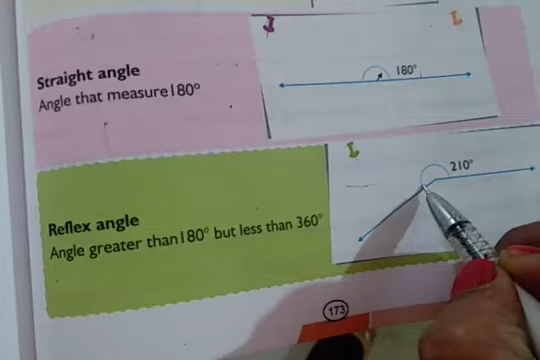 Straight angle
Angle that measure180°
180°
210°
Reflex angle
Angle greater than180° but less than 360°
173